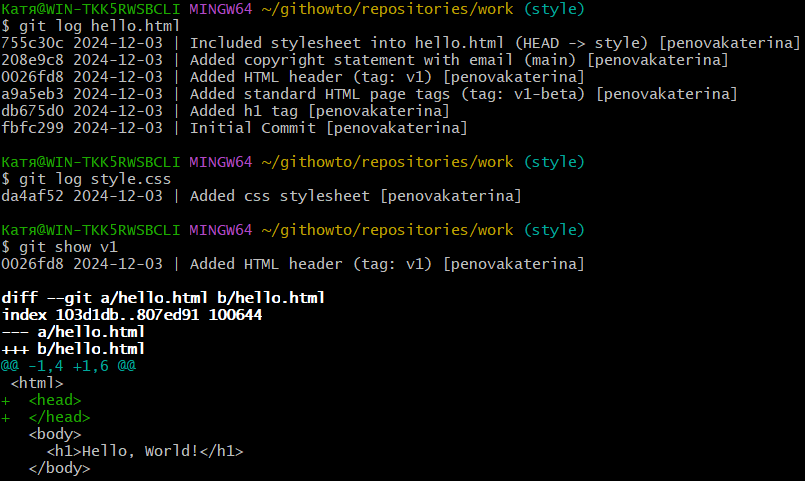 Катя@WIN-TKK5RWSBCLI MINGW64 ~/githowto/repositories/work (style)
$ git log hello.html
755c30c 2024-12-03 | Included stylesheet into hello.html (HEAD -> style) [penovakaterina]
208e9c8 2024-12-03 | Added copyright statement with email (main) [penovakaterina]
0026fd8 2024-12-03 | Added HTML header (tag: v1) [penovakaterina]
a9a5eb3 2024-12-03 | Added standard HTML page tags (tag: v1-beta) [penovakaterina]
db675d0 2024-12-03 | Added h1 tag [penovakaterina]
fbfc299 2024-12-03 | Initial Commit [penovakaterina]
Катя@WIN-TKK5RWSBCLI MINGW64 ~/githowto/repositories/work (style)
$ git log style.css
da4af52 2024-12-03 | Added css stylesheet [penovakaterina]
Катя@WIN-TKK5RWSBCLI MINGW64 ~/githowto/repositories/work (style)
$ git show v1
0026fd8 2024-12-03 | Added HTML header (tag: v1) [penovakaterina]
diff --git a/hello.html b/hello.html
index 103d1db..807ed91 100644
--- a/hello.html
+++ b/hello.html
@@ -1,4 +1,6 @@
 <html>
+  <head>
+  </head>
   <body>
     <h1>Hello, World!</h1>
   </body>